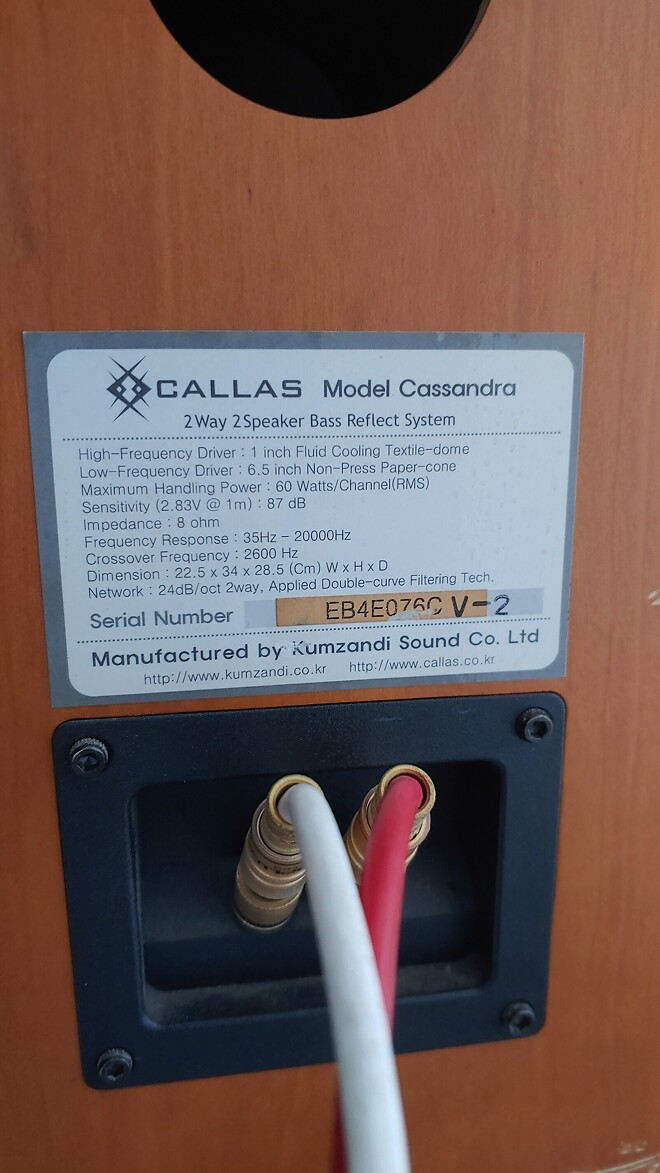 CALLAS Model Cassandra
2Way 2Speaker Bass Reflect System
High-Frequency Driver : 1 inch Fluid Cooling Textile-dome
Low-Frequency Driver : 6.5 inch Non-Press Paper-cone
Maximum Handling Power : 60 Watts/Channel(RMS)
Sensitivity (2.83V @ 1m) : 87 dB
Impedance : 8 ohm
Frequency Response : 35Hz - 20000Hz
Crossover Frequency : 2600 Hz
Dimension : 22.5 x 34 x 28.5 (Cm) W x H x D
Network : 24dB/oct 2way, Applied Double-curve Filtering Tech.
Serial Number EB4E076C V-2
Manufactured by Kumzandi Sound Co. Ltd
http://www.kumzandi.co.kr http://www.callas.co.kr